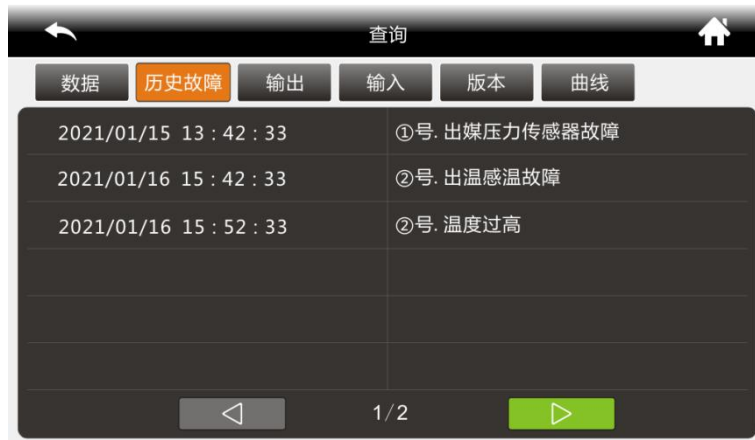 查询
数据 历史故障 输出 输入 版本 曲线
2021/01/15 13:42:33 ①号.出媒压力传感器故障
2021/01/16 15:42:33 ②号.出温感温故障
2021/01/16 15:52:33 ②号.温度过高
1/2